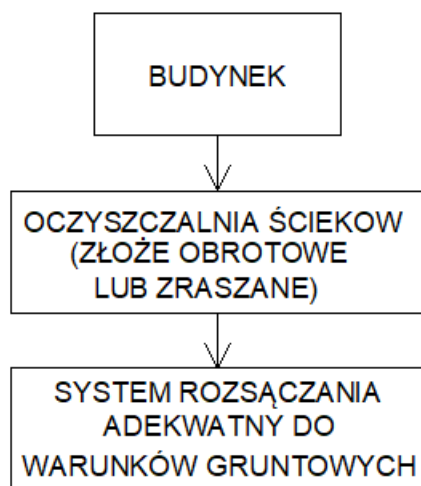 BUDYNEK
OCZYSZCZALNIA ŚCIEKOW
(ZŁOŻE OBROTOWE
LUB ZRASZANE)
SYSTEM ROZSĄCZANIA
ADEKWATNY DO
WARUNKÓW GRUNTOWYCH